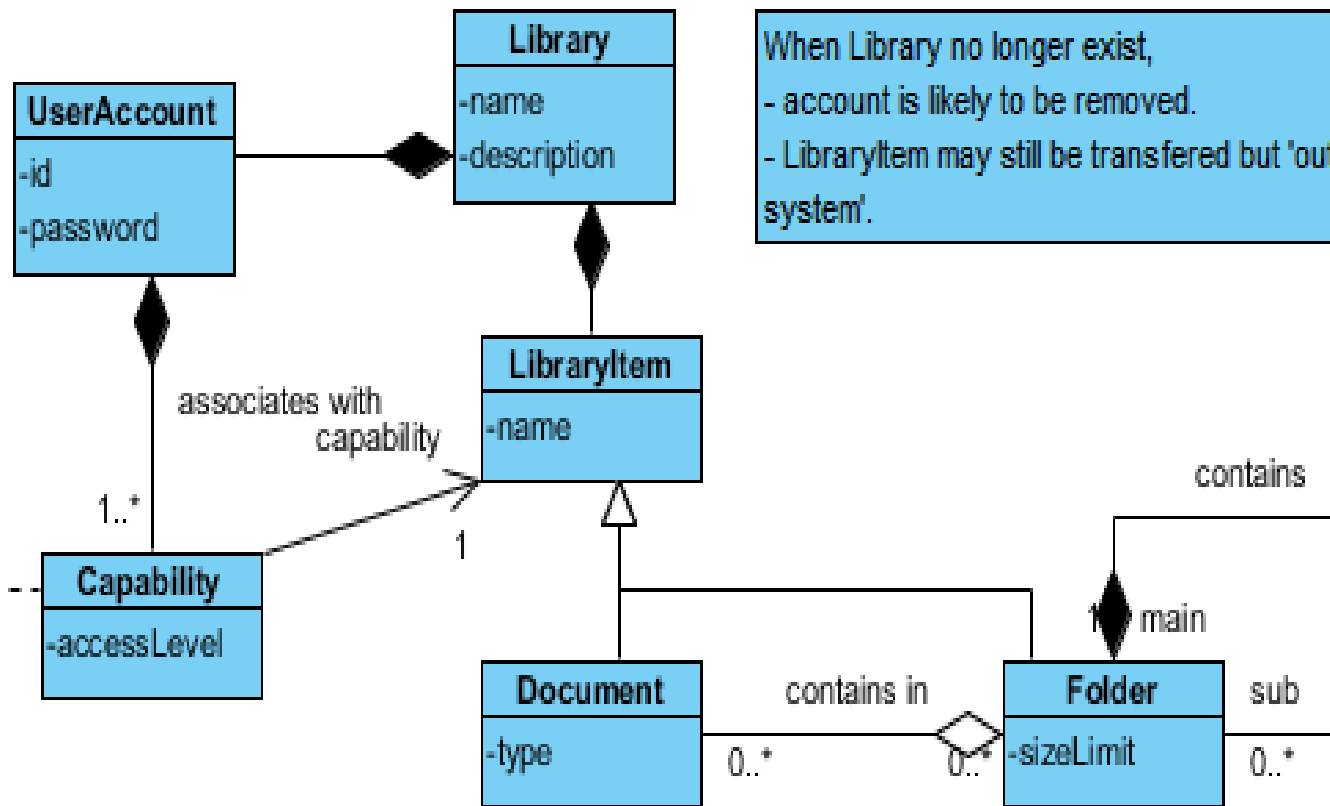 Library
-name
-description
When Library no longer exist,
- account is likely to be removed.
- LibraryItem may still be transfered but 'out
system'.
UserAccount
-id
-password
LibraryItem
-name
associates with
capability
1..*
1
contains
Capability
-accessLevel
1
main
Document
-type
contains in
0..*
0..*
Folder
-sizeLimit
sub
0..*